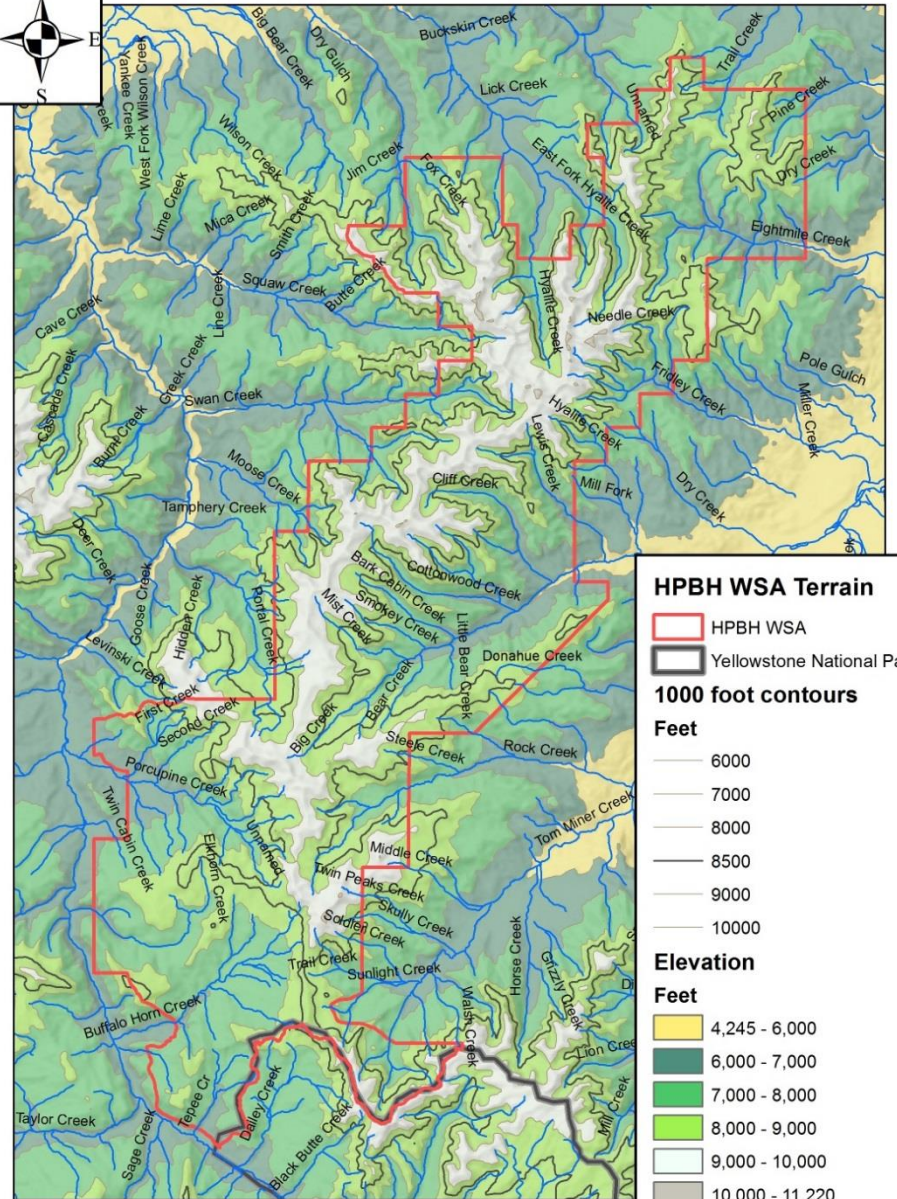 E
S
Big Bear Creek
Dry Gulch
Buckskin Creek
Trail Creek
Yankee Creek
West Fork Wilson Creek
Creek
Lick Creek
Unnamed
Pine Creek
Wilson Creek
Jim Creek
Fox Creek
East Fork Hyalite Creek
Dry Creek
Lime Creek
Mica Creek
Smith Creek
Eightmile Creek
Squaw Creek
Butte Creek
Hyalite Creek
Line Creek
Cave Creek
Needle Creek
Greek Creek
Cascade Creek
Swan Creek
Fridley Creek
Pole Gulch
Miller Creek
Burnt Creek
Hyalite Creek
Lewis Creek
Moose Creek
Cliff Creek
Mill Fork
Dry Creek
Tamphery Creek
Deer Creek
Goose Creek
Hidden Creek
Portal Creek
Bark Cabin Creek
Cottonwood Creek
Mist Creek
Smokey Creek
Little Bear Creek
Levinski Creek
Donahue Creek
First Creek
Second Creek
Big Creek
Bear Creek
Steele Creek
Rock Creek
Porcupine Creek
Twin Cabin Creek
Tom Miner Creek
Elkhorn Creek
Unnamed
Middle Creek
Twin Peaks Creek
Skully Creek
Soldier Creek
Trail Creek
Sunlight Creek
Horse Creek
Grizzly Creek
Walsh Creek
Buffalo Horn Creek
Lion Cree
Tepee Cr
Dailey Creek
Mill Creek
Taylor Creek
Sage Creek
Black Butte Creek
HPBH WSA Terrain
HPBH WSA
Yellowstone National Pa
1000 foot contours
Feet
6000
7000
8000
8500
9000
10000
Elevation
Feet
4,245 - 6,000
6,000 - 7,000
7,000 - 8,000
8,000 - 9,000
9,000 - 10,000
10,000 - 11,220